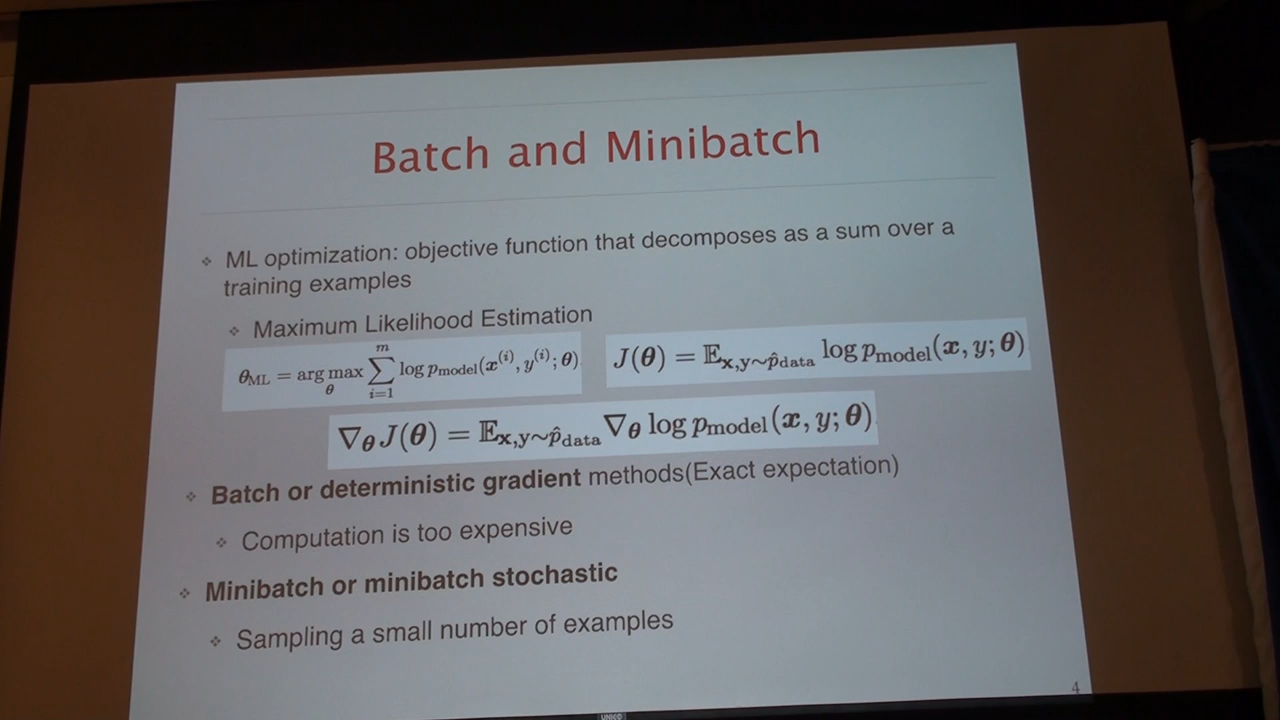 Batch and Minibatch
❖ ML optimization: objective function that decomposes as a sum over a
training examples
❖ Maximum Likelihood Estimation
θ_ML = arg max_θ ∑_{i=1}^{m} log p_model(x^(i), y^(i); θ)
J(θ) = 𝔼_{x,y∼p̂_data} log p_model(x, y; θ)
∇_θ J(θ) = 𝔼_{x,y∼p̂_data} ∇_θ log p_model(x, y; θ)
❖ Batch or deterministic gradient methods(Exact expectation)
❖ Computation is too expensive
❖ Minibatch or minibatch stochastic
❖ Sampling a small number of examples
4
UNICO